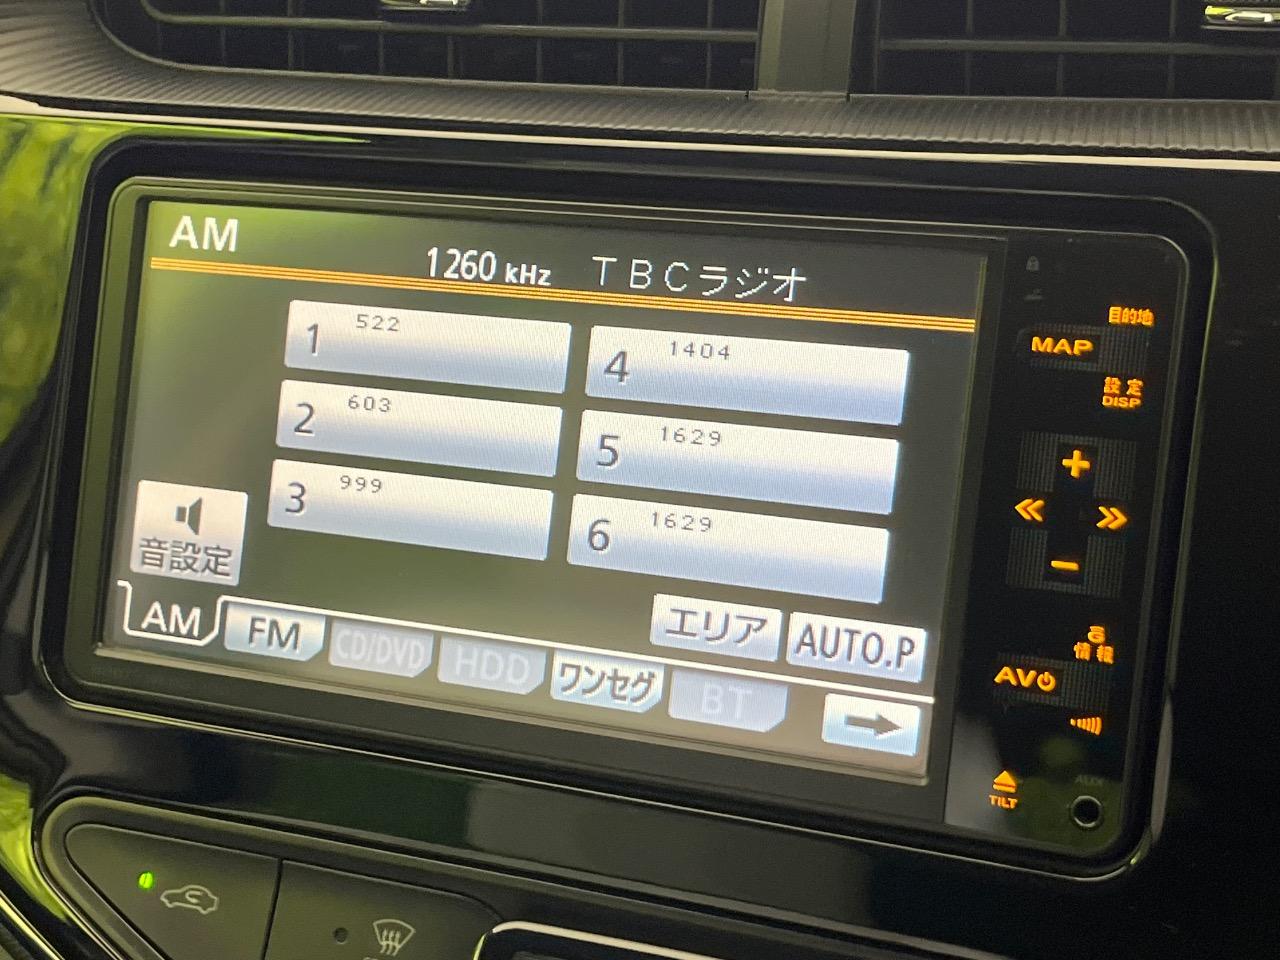 AM
1260 kHz TBCラジオ
1 522
4 1404
2 603
5 1629
3 999
6 1629
音設定
エリア
AUTO.P
AM
FM
CD/DVD
HDD
ワンセグ
BT
目的地
MAP
設定
DISP
情報
AV
TILT
AUX